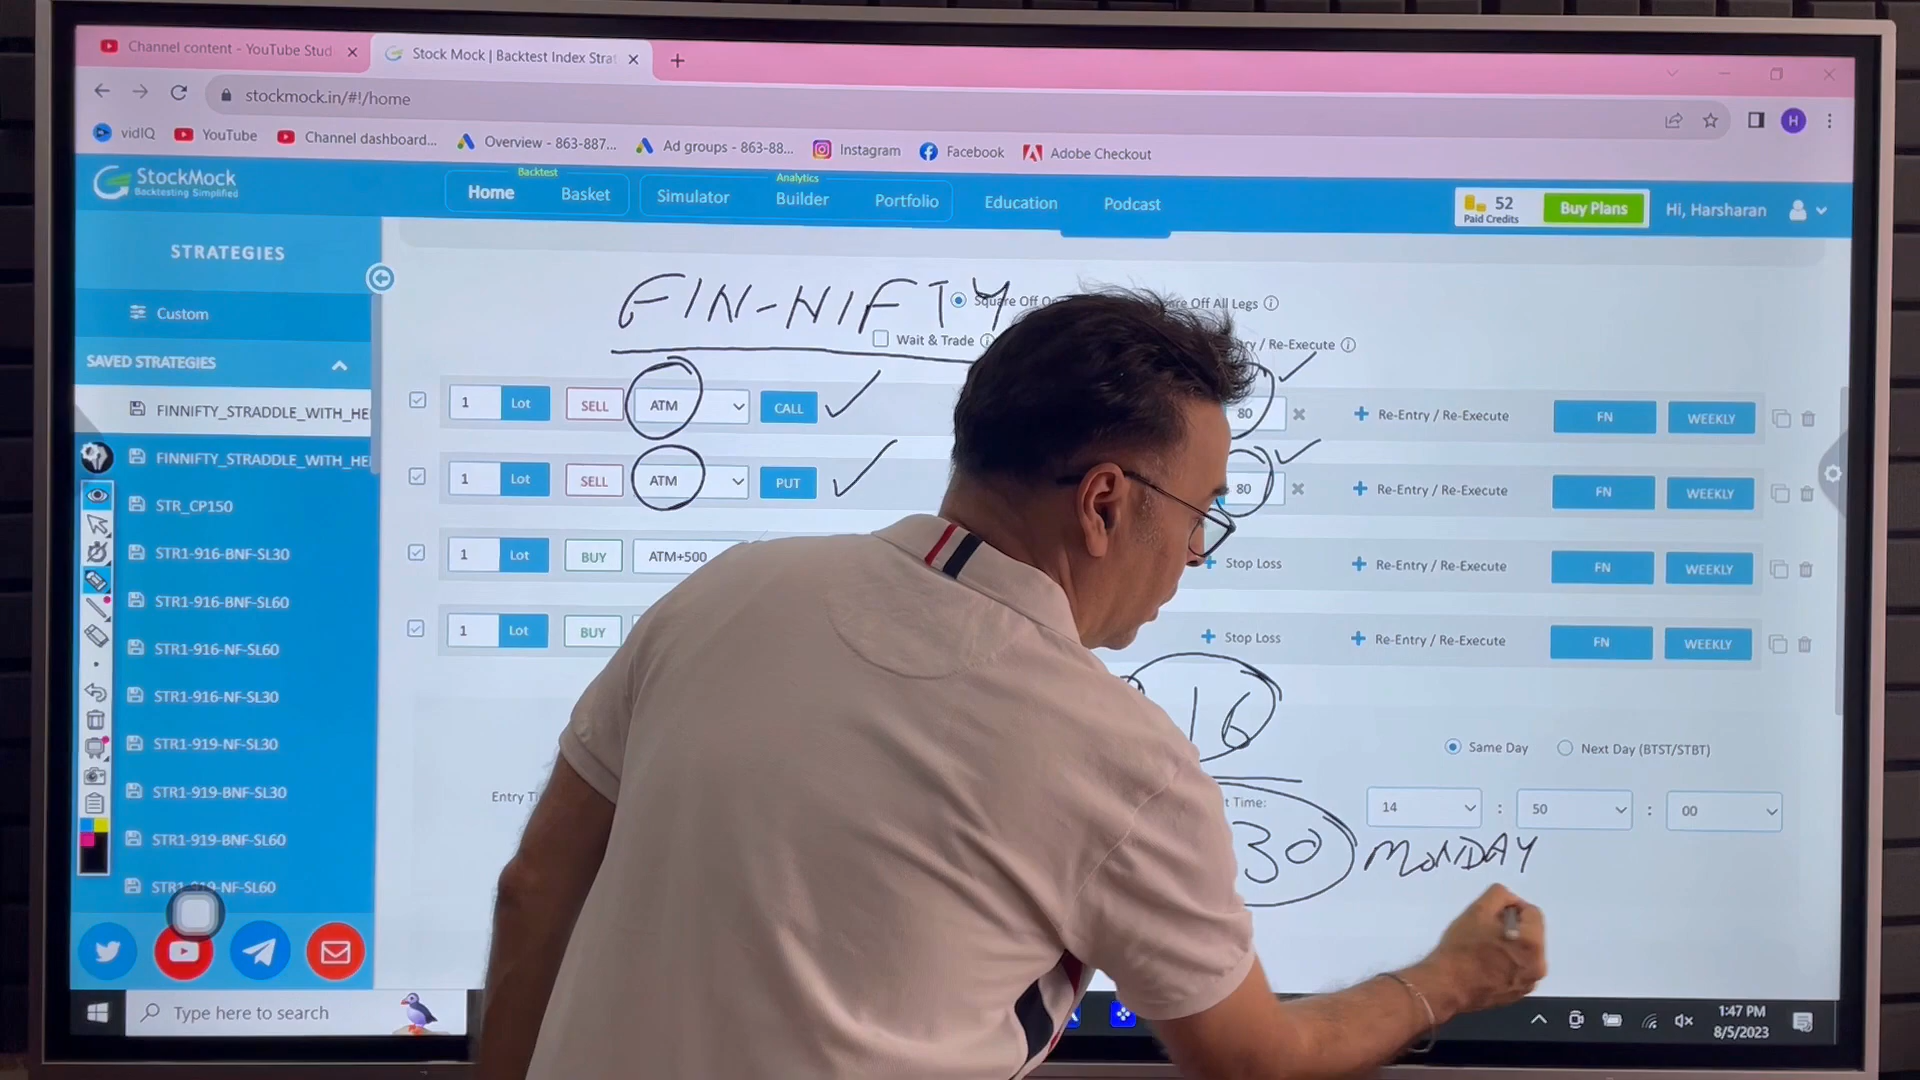 Channel content - YouTube Stud
Stock Mock | Backtest Index Strat
stockmock.in/#!/home
H
vidIQ YouTube Channel dashboard... Overview - 863-887... Ad groups - 863-88... Instagram Facebook Adobe Checkout
StockMock
Backtesting Simplified
Backtest
Home Basket
Analytics
Simulator Builder Portfolio
Education Podcast
52
Paid Credits
Buy Plans
Hi, Harsharan
STRATEGIES
Custom
SAVED STRATEGIES
FINNIFTY_STRADDLE_WITH_HE
FINNIFTY_STRADDLE_WITH_HE
STR_CP150
STR1-916-BNF-SL30
STR1-916-BNF-SL60
STR1-916-NF-SL60
STR1-919-NF-SL30
STR1-919-BNF-SL30
STR1-919-BNF-SL60
STR1-919-NF-SL60
FIN-NIFTY
Square Off
Off All Legs
Wait & Trade
/ Re-Execute
1 Lot SELL ATM CALL 80 Re-Entry / Re-Execute FN WEEKLY
1 Lot SELL ATM PUT 80 Re-Entry / Re-Execute FN WEEKLY
1 Lot BUY ATM+500 Stop Loss Re-Entry / Re-Execute FN WEEKLY
1 Lot BUY Stop Loss Re-Entry / Re-Execute FN WEEKLY
16
Same Day Next Day (BTST/STBT)
Entry
Time: 14 : 50 : 00
30 MONDAY
Type here to search
1:47 PM
8/5/2023